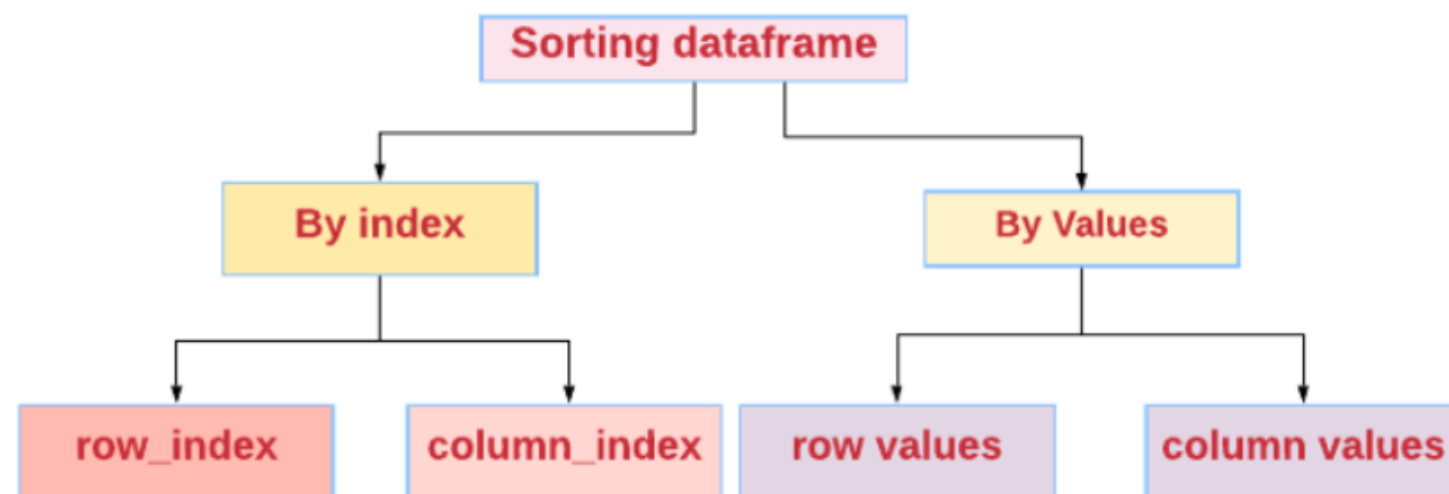 Sorting dataframe
By index
By Values
row_index
column_index
row values
column values